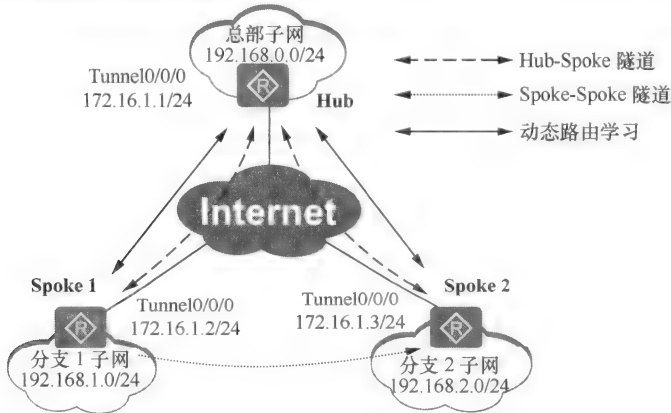 总部子网
192.168.0.0/24
Tunnel0/0/0
172.16.1.1/24
R
Hub
Hub-Spoke 隧道
Spoke-Spoke 隧道
动态路由学习
Internet
Spoke 1
R
Tunnel0/0/0
172.16.1.2/24
分支 1 子网
192.168.1.0/24
Tunnel0/0/0
172.16.1.3/24
Spoke 2
R
分支 2 子网
192.168.2.0/24